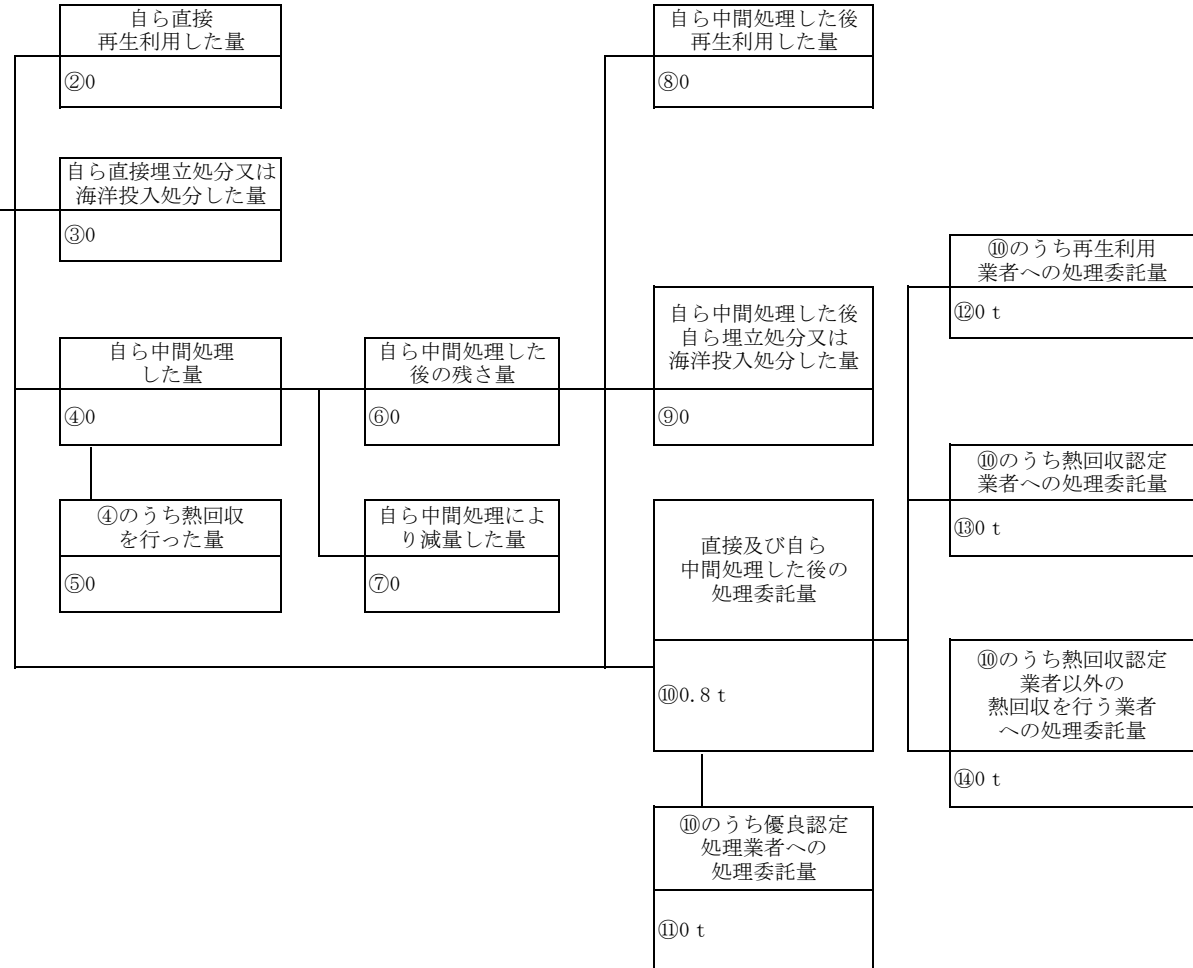 自ら直接
再生利用した量
②0
自ら中間処理した後
再生利用した量
⑧0
自ら直接埋立処分又は
海洋投入処分した量
③0
⑩のうち再生利用
業者への処理委託量
⑫0 t
自ら中間処理
した量
④0
自ら中間処理した
後の残さ量
⑥0
自ら中間処理した後
自ら埋立処分又は
海洋投入処分した量
⑨0
⑩のうち熱回収認定
業者への処理委託量
⑬0 t
④のうち熱回収
を行った量
⑤0
自ら中間処理によ
り減量した量
⑦0
直接及び自ら
中間処理した後の
処理委託量
⑩0.8 t
⑩のうち熱回収認定
業者以外の
熱回収を行う業者
への処理委託量
⑭0 t
⑩のうち優良認定
処理業者への
処理委託量
⑪0 t